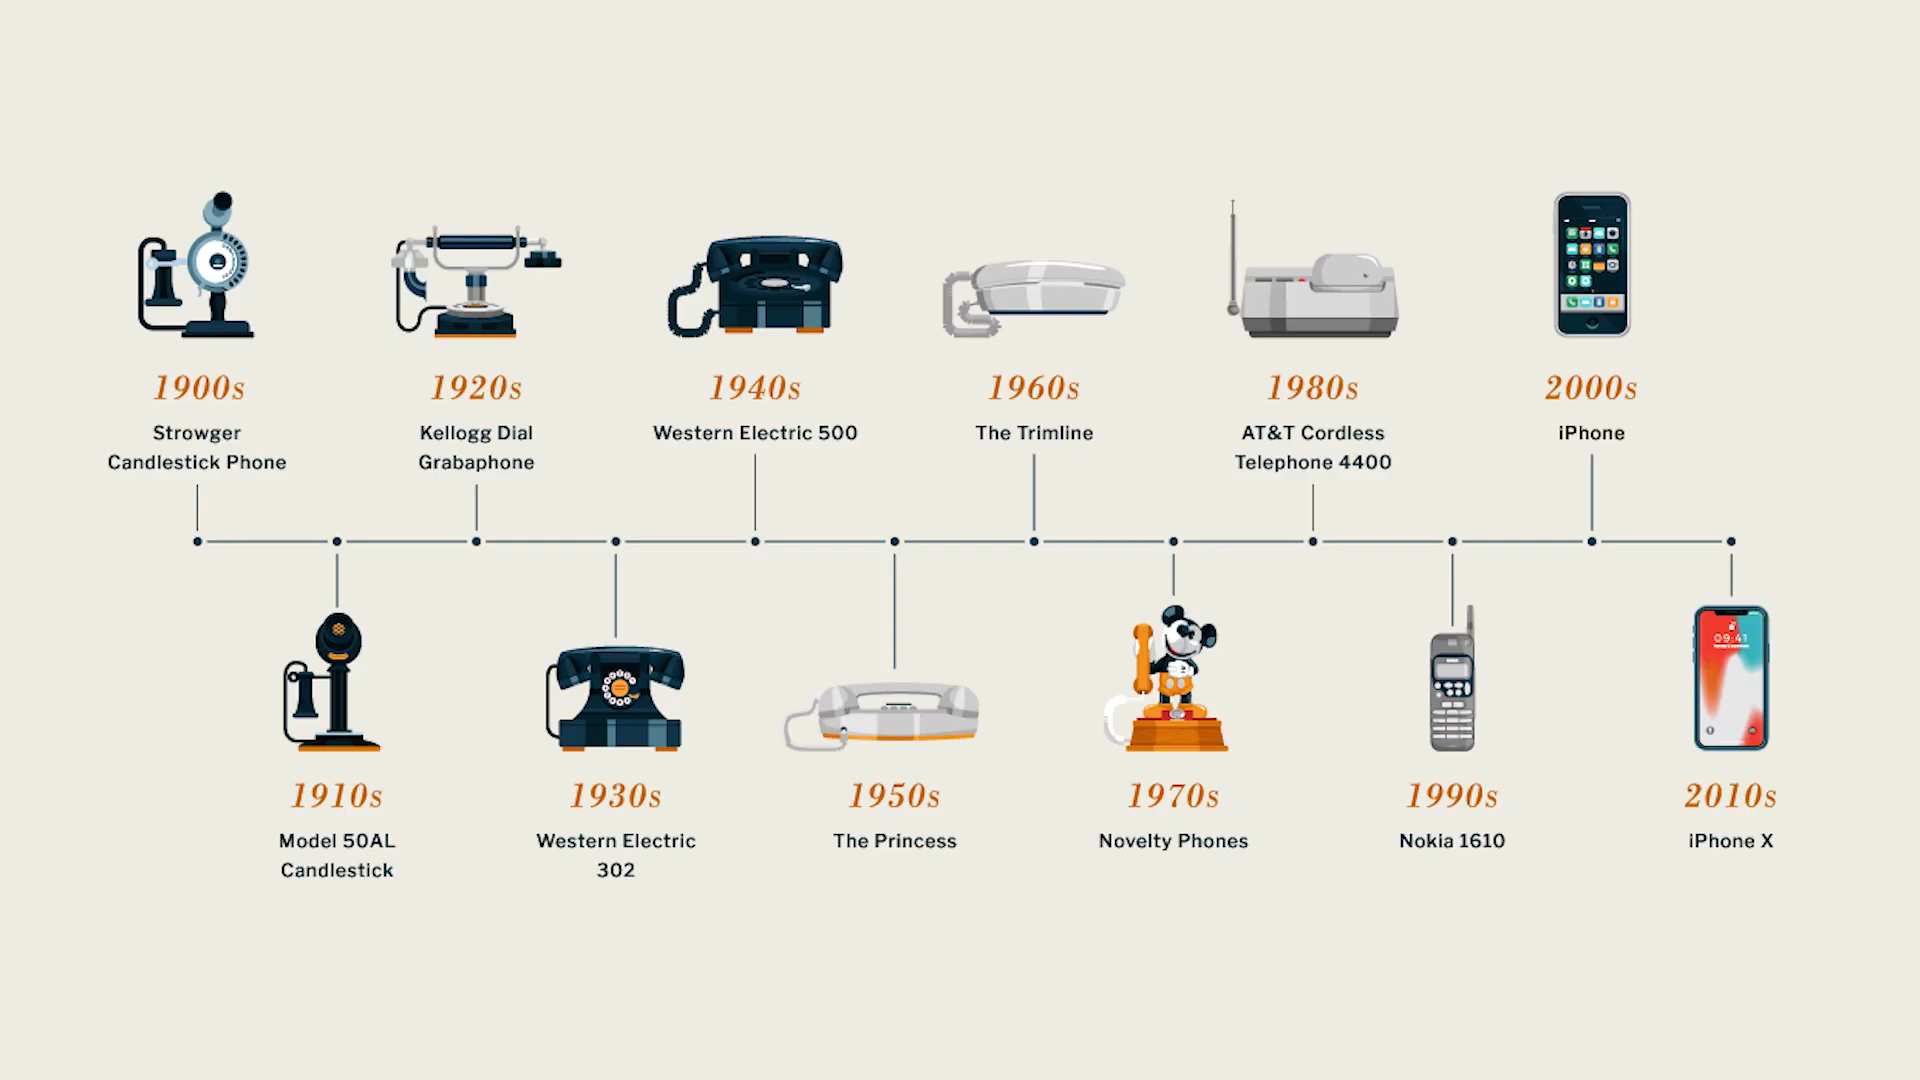 1900s
Strowger
Candlestick Phone
1920s
Kellogg Dial
Grabaphone
1940s
Western Electric 500
1960s
The Trimline
1980s
AT&T Cordless
Telephone 4400
2000s
iPhone
09:41
1910s
Model 50AL
Candlestick
1930s
Western Electric
302
1950s
The Princess
1970s
Novelty Phones
1990s
Nokia 1610
2010s
iPhone X